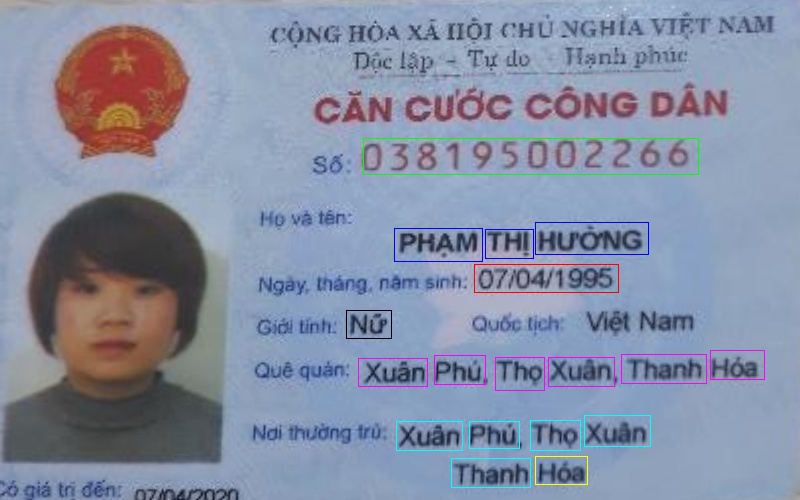 CỘNG HÒA XÃ HỘI CHỦ NGHĨA VIỆT NAM
Độc lập - Tự do - Hạnh phúc
CĂN CƯỚC CÔNG DÂN
Số: 038195002266
Họ và tên:
PHẠM THỊ HƯỜNG
Ngày, tháng, năm sinh: 07/04/1995
Giới tính: Nữ Quốc tịch: Việt Nam
Quê quán: Xuân Phú, Thọ Xuân, Thanh Hóa
Nơi thường trú: Xuân Phú, Thọ Xuân
Thanh Hóa
Có giá trị đến: 07/04/2020